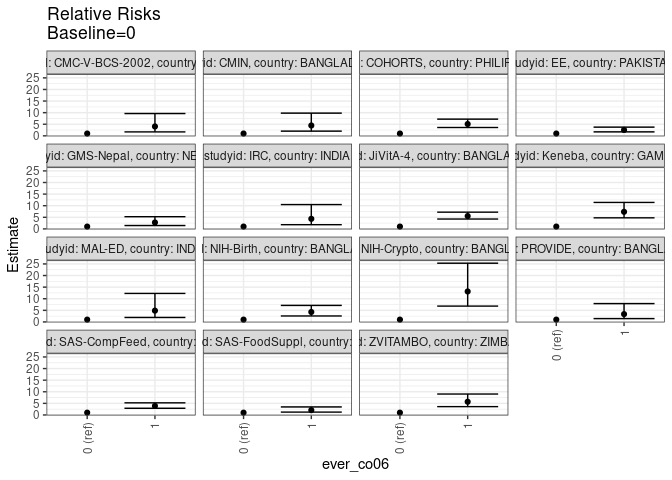 Relative Risks
Baseline=0
: CMC-V-BCS-2002, country
id: CMIN, country: BANGLAD
: COHORTS, country: PHILIP
udyid: EE, country: PAKISTA
25
20
15
10
5
0
yid: GMS-Nepal, country: NE
studyid: IRC, country: INDIA
d: JiVitA-4, country: BANGLA
dyid: Keneba, country: GAM
25
20
15
10
5
0
udyid: MAL-ED, country: IND
: NIH-Birth, country: BANGLA
NIH-Crypto, country: BANGL
: PROVIDE, country: BANGL
25
20
15
10
5
0
d: SAS-CompFeed, country:
: SAS-FoodSuppl, country:
d: ZVITAMBO, country: ZIMB
25
20
15
10
5
0
0 (ref)
1
0 (ref)
1
0 (ref)
1
0 (ref)
1
Estimate
ever_co06